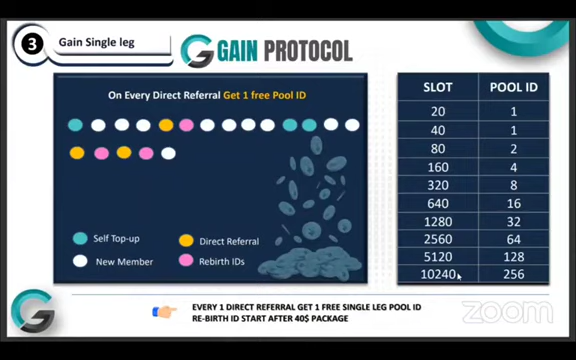 3
Gain Single leg
GAIN PROTOCOL
On Every Direct Referral Get 1 free Pool ID
Self Top-up
Direct Referral
New Member
Rebirth IDs
SLOT POOL ID
20 1
40 1
80 2
160 4
320 8
640 16
1280 32
2560 64
5120 128
10240 256
EVERY 1 DIRECT REFERRAL GET 1 FREE SINGLE LEG POOL ID
RE-BIRTH ID START AFTER 40$ PACKAGE
zoom